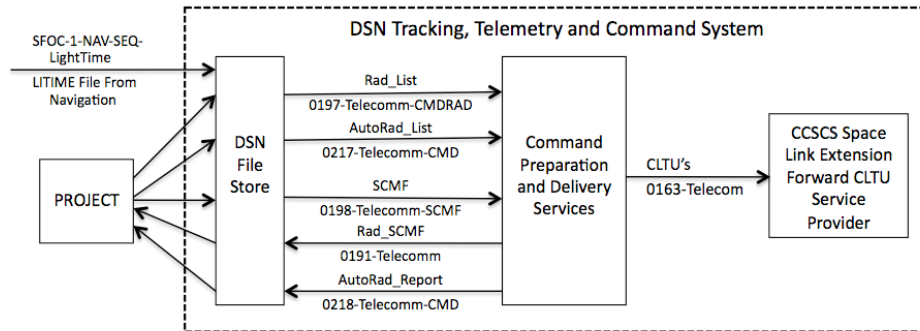 DSN Tracking, Telemetry and Command System
SFOC-1-NAV-SEQ-
LightTime
LITIME File From
Navigation
PROJECT
DSN
File
Store
Rad_List
0197-Telecomm-CMDRAD
AutoRad_List
0217-Telecomm-CMD
SCMF
0198-Telecomm-SCMF
Rad_SCMF
0191-Telecomm
AutoRad_Report
0218-Telecomm-CMD
Command
Preparation
and Delivery
Services
CLTU's
0163-Telecom
CCSCS Space
Link Extension
Forward CLTU
Service
Provider